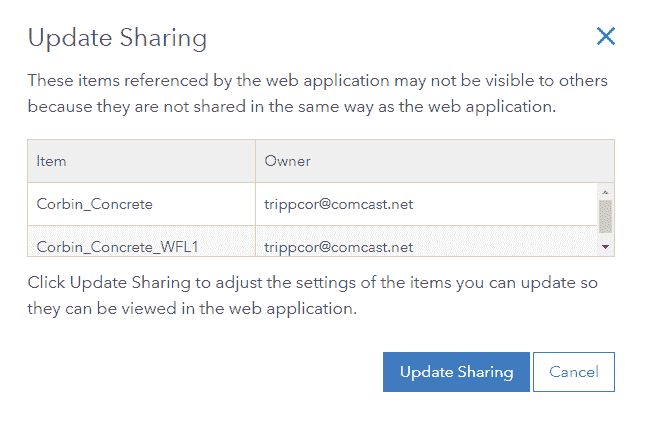 Update Sharing
These items referenced by the web application may not be visible to others
because they are not shared in the same way as the web application.
Item Owner
Corbin_Concrete trippcor@comcast.net
Corbin_Concrete_WFL1 trippcor@comcast.net
Click Update Sharing to adjust the settings of the items you can update so
they can be viewed in the web application.
Update Sharing Cancel